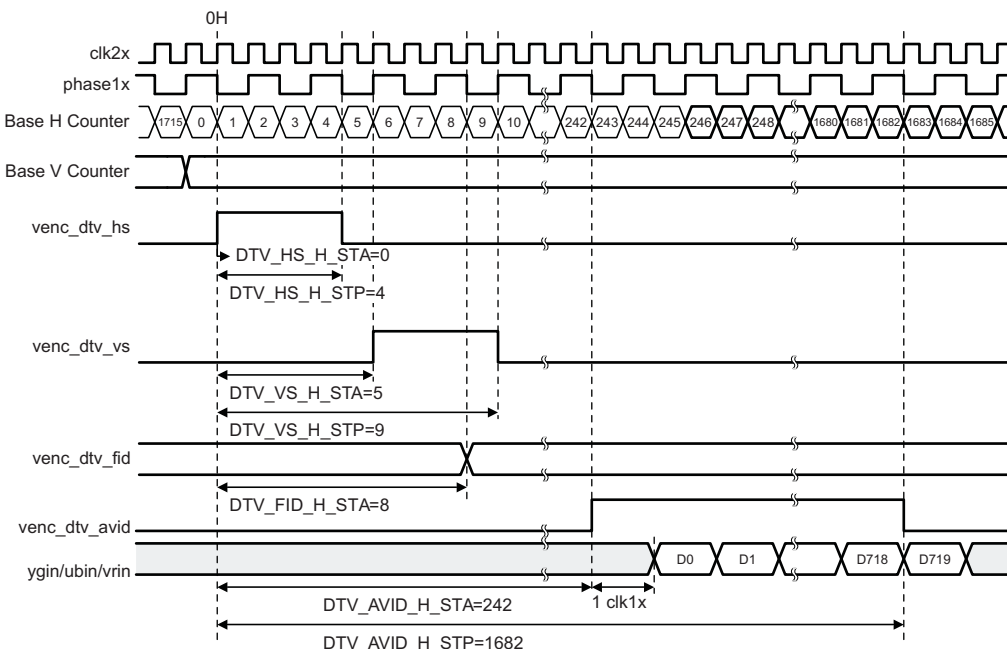 0H
clk2x
phase1x
Base H Counter 1715 0 1 2 3 4 5 6 7 8 9 10 242 243 244 245 246 247 248 1680 1681 1682 1683 1684 1685
Base V Counter
venc_dtv_hs
DTV_HS_H_STA=0
DTV_HS_H_STP=4
venc_dtv_vs
DTV_VS_H_STA=5
DTV_VS_H_STP=9
venc_dtv_fid
DTV_FID_H_STA=8
venc_dtv_avid
ygin/ubin/vrin D0 D1 D718 D719
DTV_AVID_H_STA=242 1 clk1x
DTV_AVID_H_STP=1682